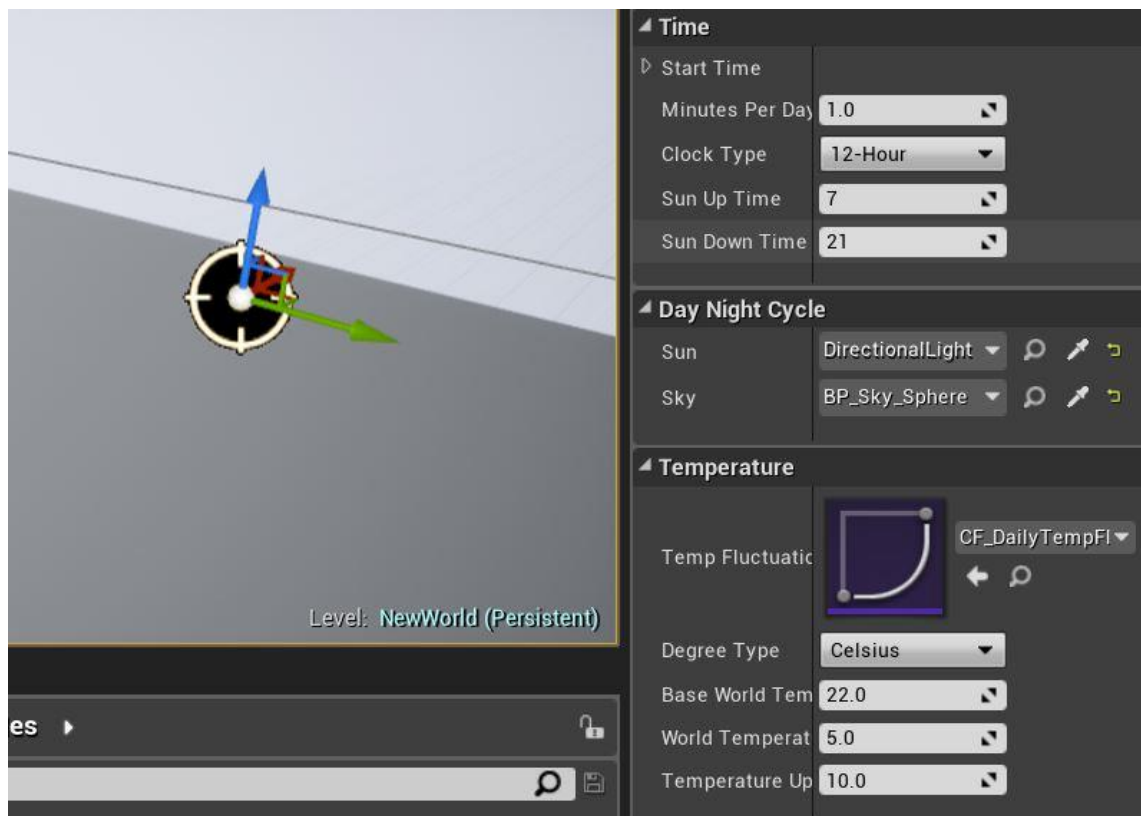 Time
Start Time
Minutes Per Day 1.0
Clock Type 12-Hour
Sun Up Time 7
Sun Down Time 21
Day Night Cycle
Sun DirectionalLight
Sky BP_Sky_Sphere
Temperature
Temp Fluctuatio CF_DailyTempFl
Degree Type Celsius
Base World Tem 22.0
World Temperat 5.0
Temperature Up 10.0
Level: NewWorld (Persistent)
es